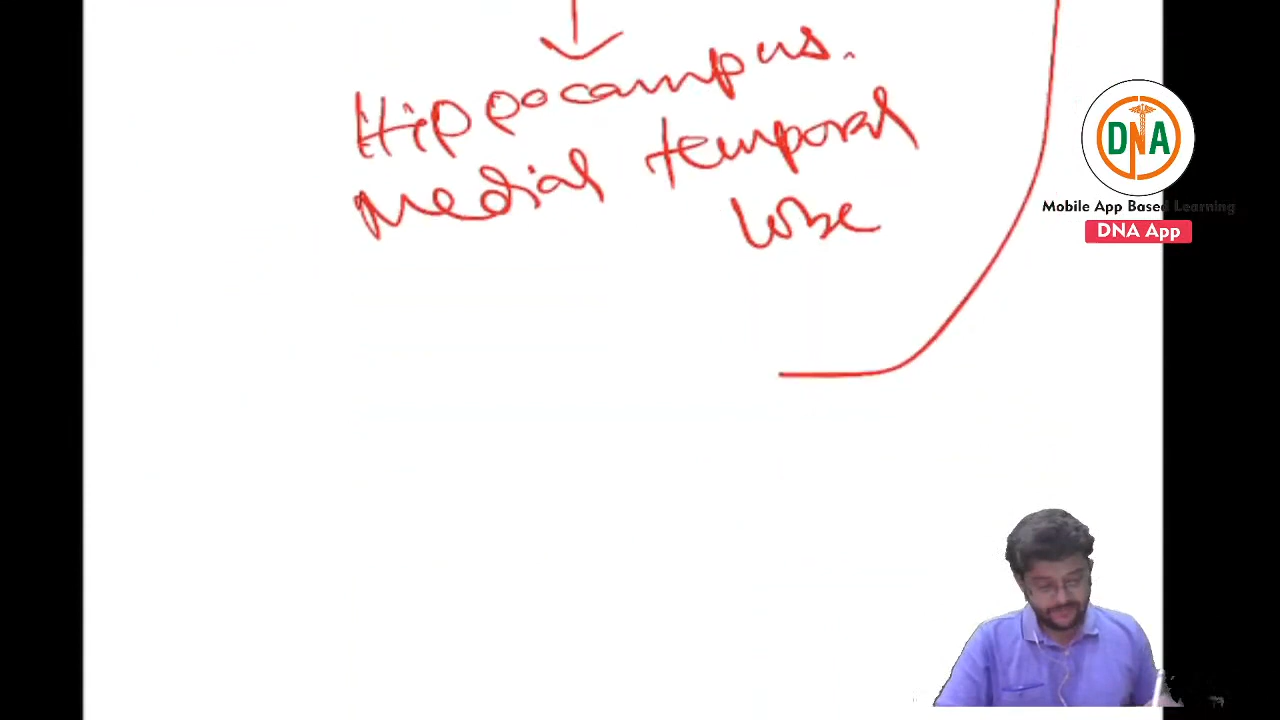 Hippocampus.
Medial temporal
lobe
DNA
Mobile App Based Learning
DNA App